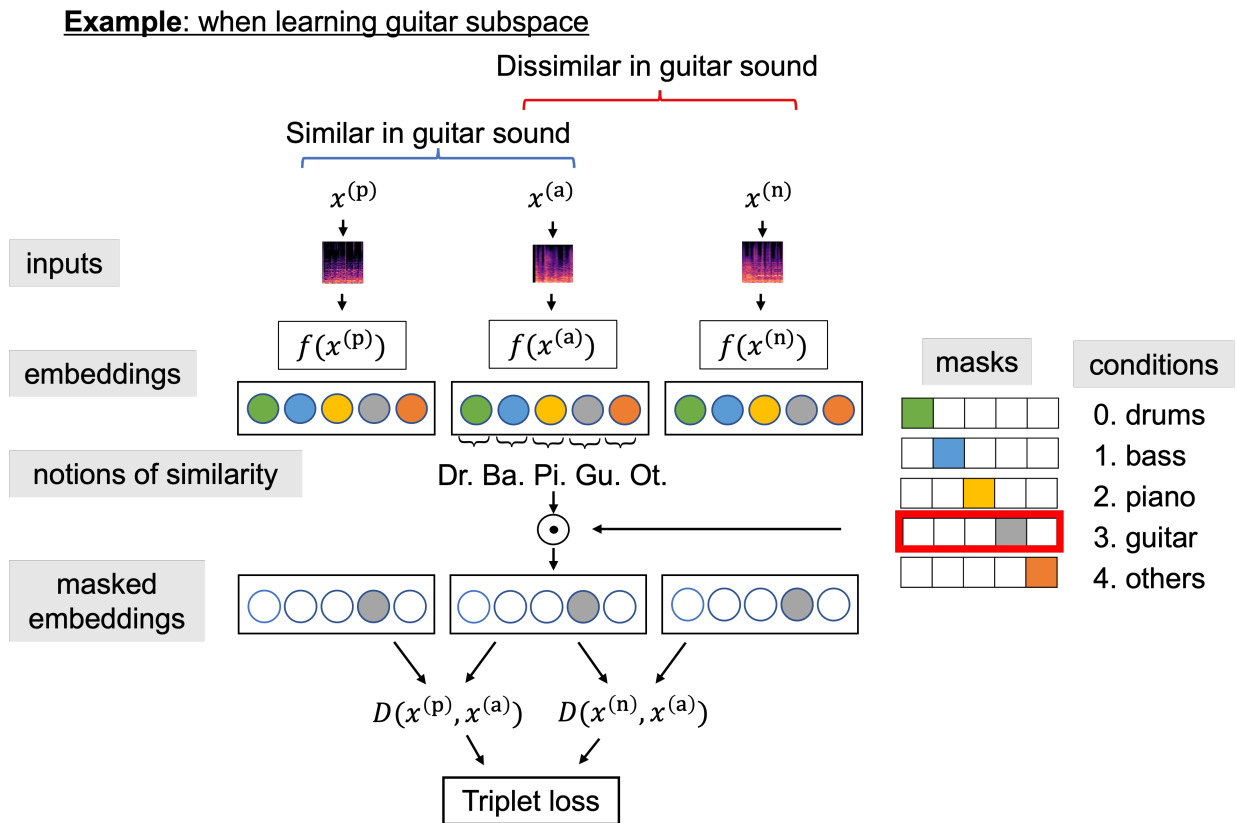 Example: when learning guitar subspace
Dissimilar in guitar sound
Similar in guitar sound
x^(p) x^(a) x^(n)
inputs
f(x^(p)) f(x^(a)) f(x^(n))
embeddings
masks conditions
0. drums
1. bass
2. piano
3. guitar
4. others
notions of similarity
Dr. Ba. Pi. Gu. Ot.
masked
embeddings
D(x^(p), x^(a)) D(x^(n), x^(a))
Triplet loss